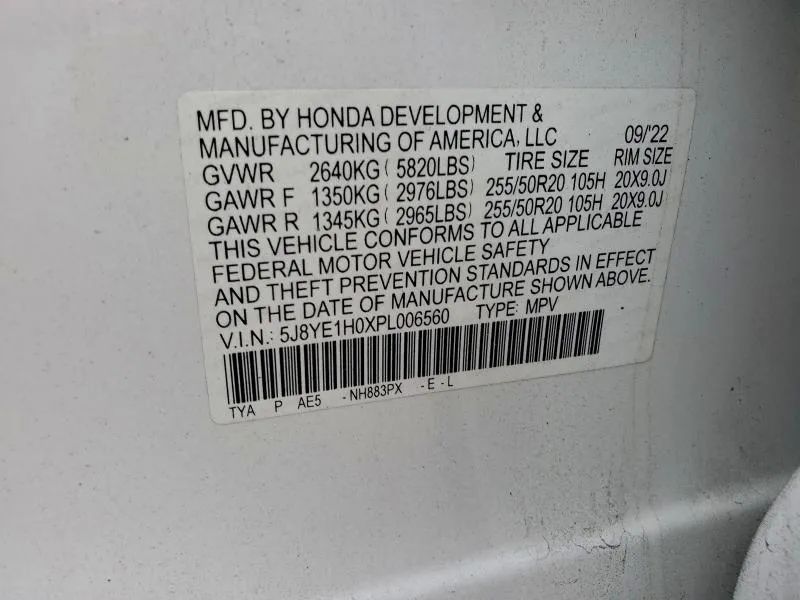 MFD. BY HONDA DEVELOPMENT &
MANUFACTURING OF AMERICA, LLC 09/'22
GVWR 2640KG ( 5820LBS) TIRE SIZE RIM SIZE
GAWR F 1350KG ( 2976LBS) 255/50R20 105H 20X9.0J
GAWR R 1345KG ( 2965LBS) 255/50R20 105H 20X9.0J
THIS VEHICLE CONFORMS TO ALL APPLICABLE
FEDERAL MOTOR VEHICLE SAFETY
AND THEFT PREVENTION STANDARDS IN EFFECT
ON THE DATE OF MANUFACTURE SHOWN ABOVE.
V.I.N.: 5J8YE1H0XPL006560 TYPE: MPV
TYA P AE5 -NH883PX -E-L